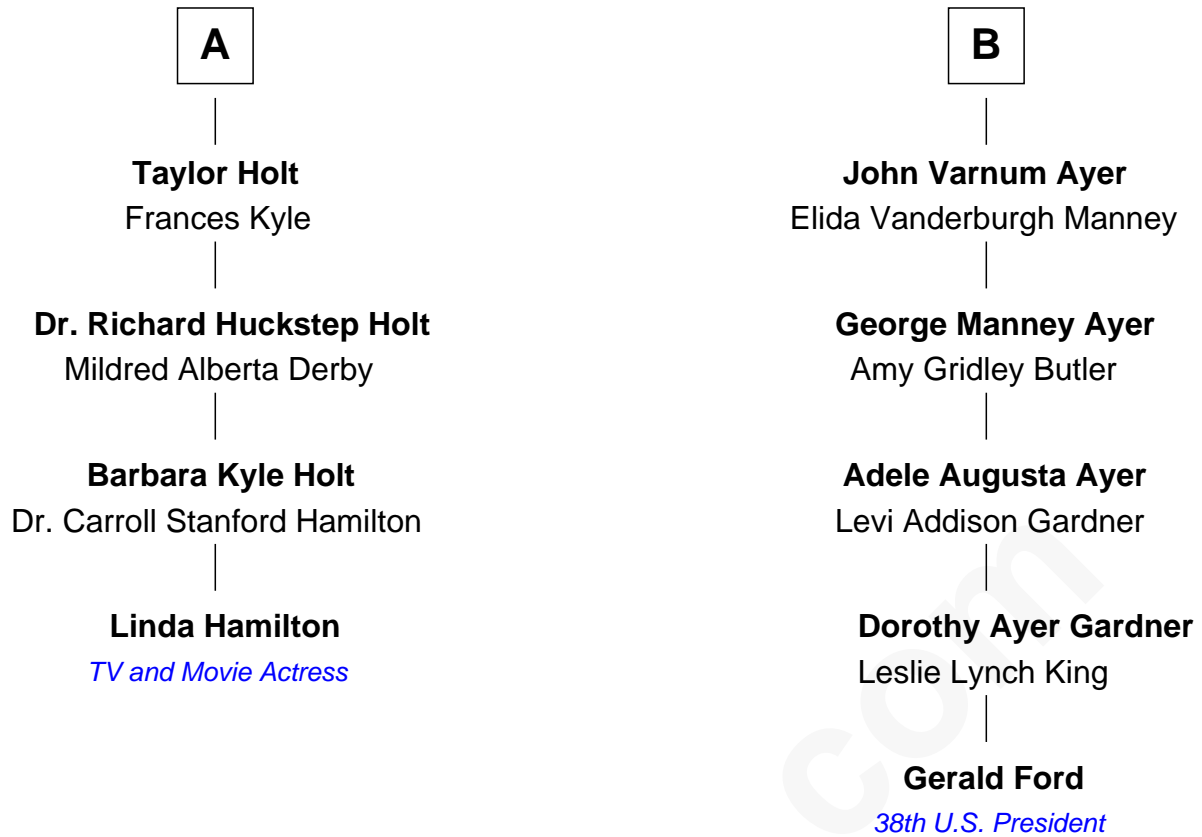 A
Taylor Holt
Frances Kyle
Dr. Richard Huckstep Holt
Mildred Alberta Derby
Barbara Kyle Holt
Dr. Carroll Stanford Hamilton
Linda Hamilton
TV and Movie Actress
B
John Varnum Ayer
Elida Vanderburgh Manney
George Manney Ayer
Amy Gridley Butler
Adele Augusta Ayer
Levi Addison Gardner
Dorothy Ayer Gardner
Leslie Lynch King
Gerald Ford
38th U.S. President
com